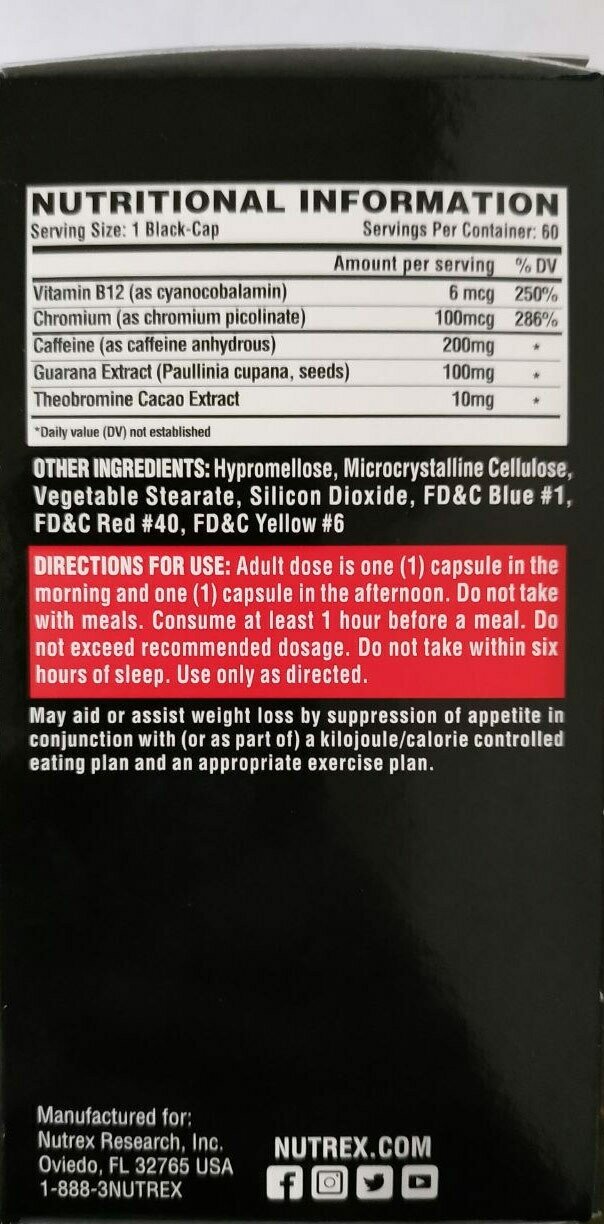 NUTRITIONAL INFORMATION
Serving Size: 1 Black-Cap Servings Per Container: 60
Amount per serving % DV
Vitamin B12 (as cyanocobalamin) 6 mcg 250%
Chromium (as chromium picolinate) 100mcg 286%
Caffeine (as caffeine anhydrous) 200mg *
Guarana Extract (Paullinia cupana, seeds) 100mg *
Theobromine Cacao Extract 10mg *
*Daily value (DV) not established
OTHER INGREDIENTS: Hypromellose, Microcrystalline Cellulose,
Vegetable Stearate, Silicon Dioxide, FD&C Blue #1,
FD&C Red #40, FD&C Yellow #6
DIRECTIONS FOR USE: Adult dose is one (1) capsule in the
morning and one (1) capsule in the afternoon. Do not take
with meals. Consume at least 1 hour before a meal. Do
not exceed recommended dosage. Do not take within six
hours of sleep. Use only as directed.
May aid or assist weight loss by suppression of appetite in
conjunction with (or as part of) a kilojoule/calorie controlled
eating plan and an appropriate exercise plan.
Manufactured for:
Nutrex Research, Inc.
Oviedo, FL 32765 USA
1-888-3NUTREX
NUTREX.COM